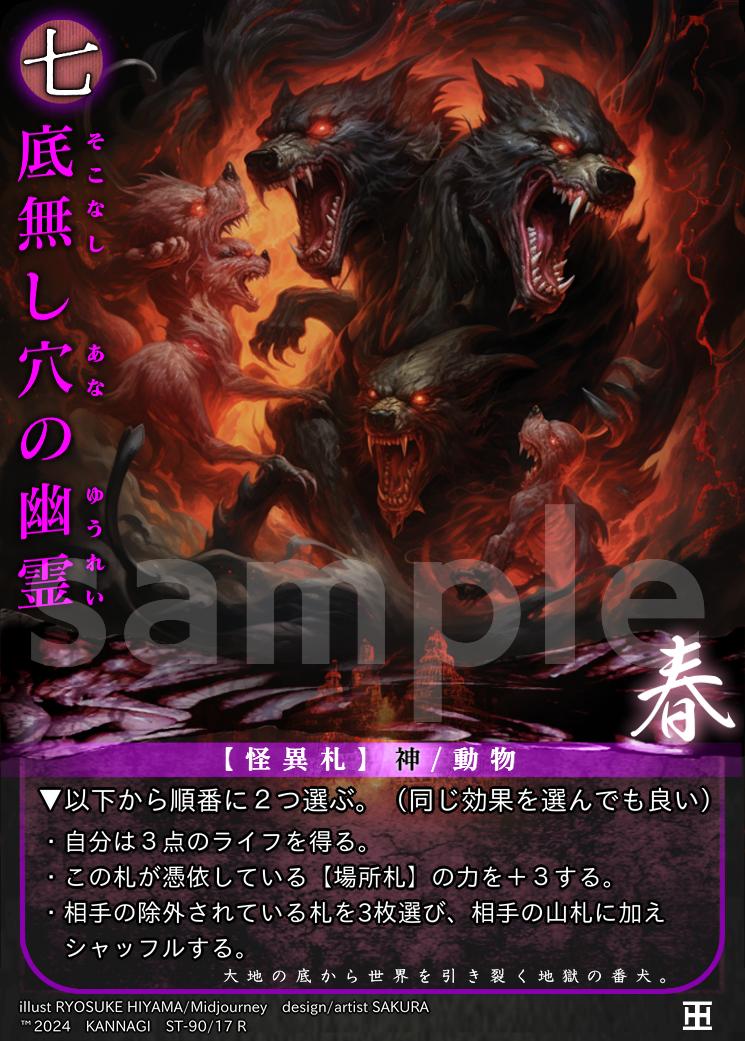 七
底無し穴の幽霊
そこなし あな ゆうれい
sample
春
【怪異札】 神/動物
▼以下から順番に２つ選ぶ。（同じ効果を選んでも良い）
・自分は３点のライフを得る。
・この札が憑依している【場所札】の力を＋３する。
・相手の除外されている札を3枚選び、相手の山札に加え
シャッフルする。
大地の底から世界を引き裂く地獄の番犬。
illust RYOSUKE HIYAMA/Midjourney design/artist SAKURA
™2024 KANNAGI ST-90/17 R